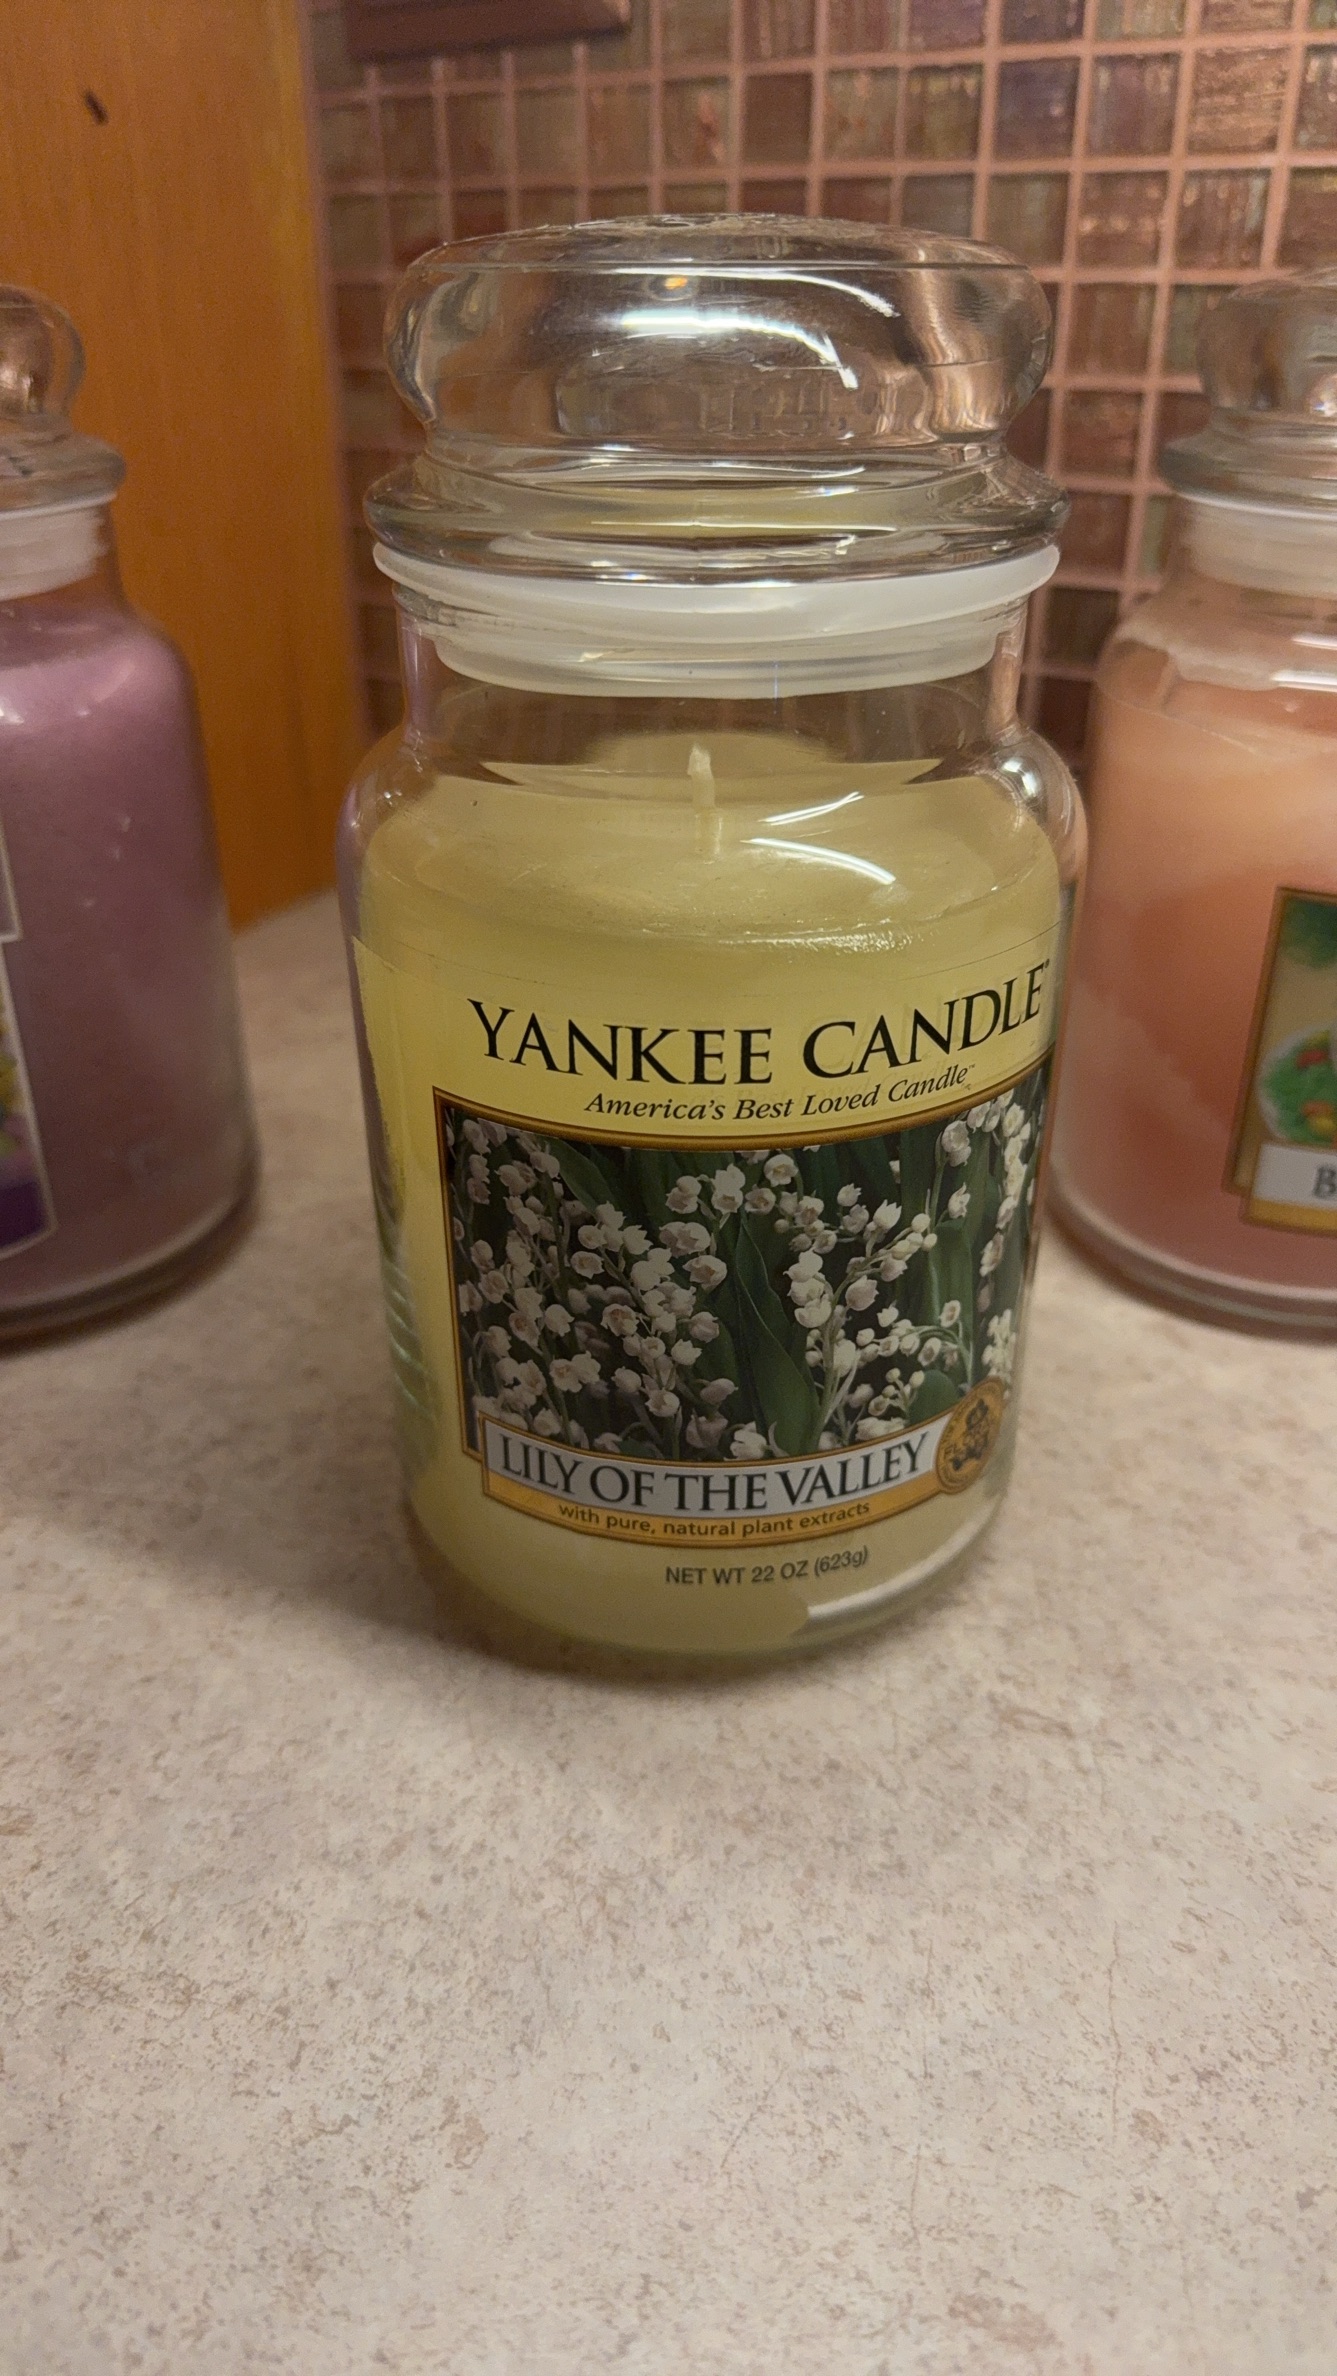 YANKEE CANDLE®
America's Best Loved Candle™
LILY OF THE VALLEY
with pure, natural plant extracts
NET WT 22 OZ (623g)
B